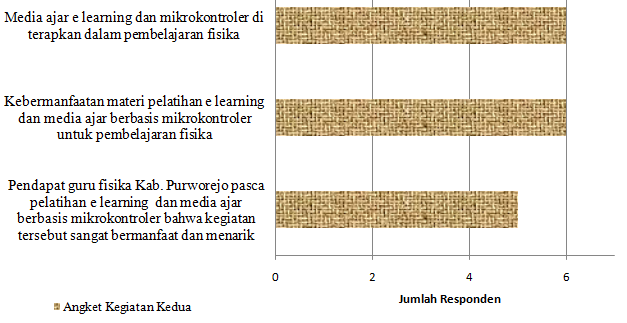 Media ajar e learning dan mikrokontroler di
terapkan dalam pembelajaran fisika
Kebermanfaatan materi pelatihan e learning
dan media ajar berbasis mikrokontroler
untuk pembelajaran fisika
Pendapat guru fisika Kab. Purworejo pasca
pelatihan e learning dan media ajar
berbasis mikrokontroler bahwa kegiatan
tersebut sangat bermanfaat dan menarik
0 2 4 6
Jumlah Responden
Angket Kegiatan Kedua